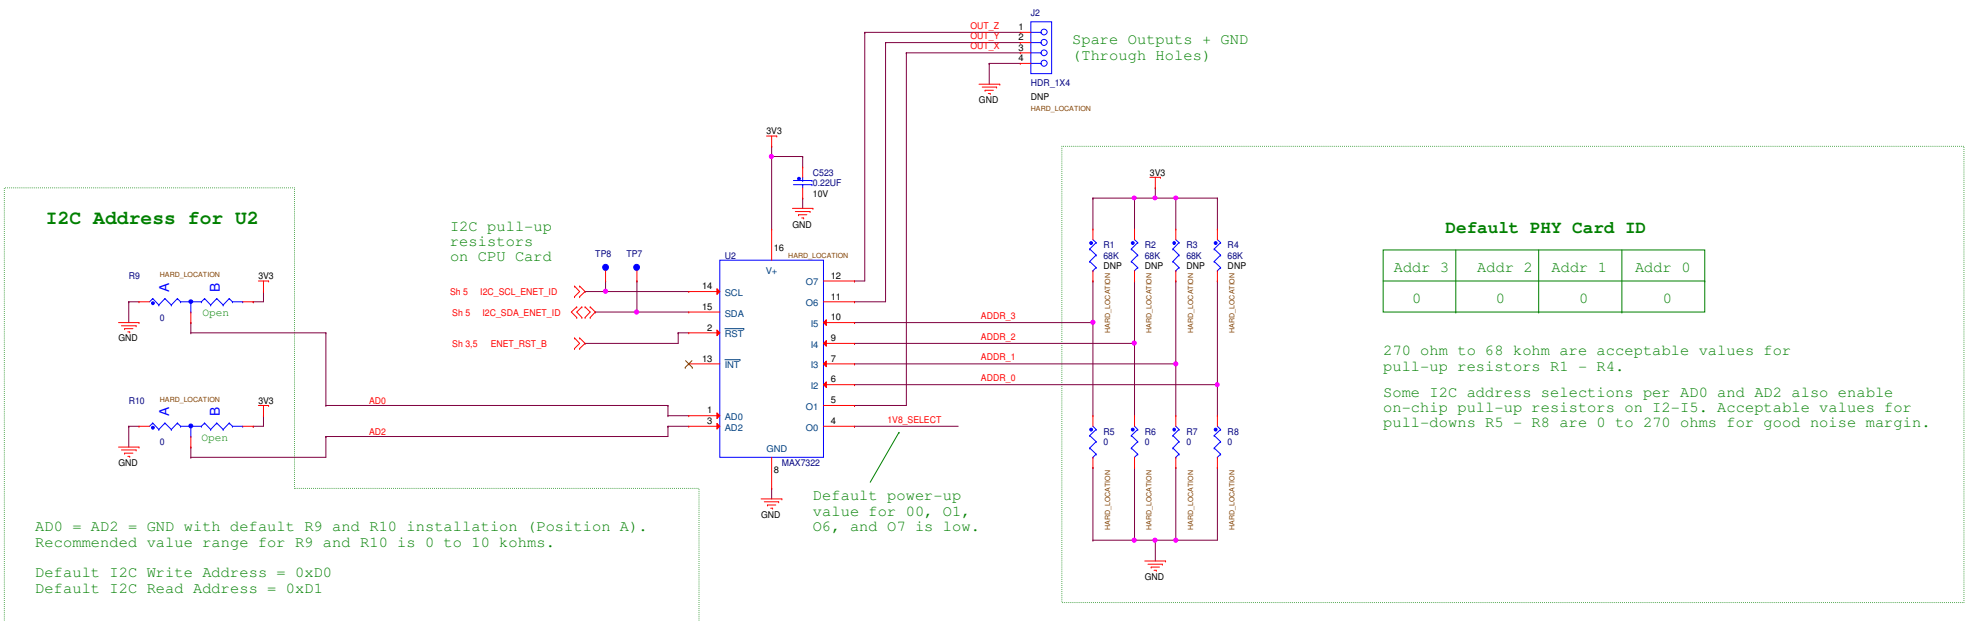 J2
OUT_Z
1
OUT_Y
2
OUT_X
3
4
Spare Outputs + GND
(Through Holes)
HDR_1X4
DNP
HARD_LOCATION
GND
3V3
C523
0.22UF
10V
GND
I2C Address for U2
R9
HARD_LOCATION
A
B
3V3
0
Open
GND
R10
HARD_LOCATION
A
B
3V3
0
Open
GND
AD0
AD2
AD0 = AD2 = GND with default R9 and R10 installation (Position A).
Recommended value range for R9 and R10 is 0 to 10 kohms.
Default I2C Write Address = 0xD0
Default I2C Read Address = 0xD1
I2C pull-up
resistors
on CPU Card
TP8
TP7
Sh 5 I2C_SCL_ENET_ID
Sh 5 I2C_SDA_ENET_ID
Sh 3,5 ENET_RST_B
U2
16
HARD_LOCATION
V+
14
SCL
15
SDA
2
RST
13
INT
1
AD0
3
AD2
O7
12
O6
11
I5
10
I4
9
I3
7
I2
6
O1
5
O0
4
GND
8
MAX7322
GND
ADDR_3
ADDR_2
ADDR_1
ADDR_0
1V8_SELECT
Default power-up
value for 00, O1,
O6, and O7 is low.
3V3
R1
68K
DNP
HARD_LOCATION
R2
68K
DNP
HARD_LOCATION
R3
68K
DNP
HARD_LOCATION
R4
68K
DNP
HARD_LOCATION
R5
0
HARD_LOCATION
R6
0
HARD_LOCATION
R7
0
HARD_LOCATION
R8
0
HARD_LOCATION
GND
Default PHY Card ID
Addr 3 Addr 2 Addr 1 Addr 0
0 0 0 0
270 ohm to 68 kohm are acceptable values for
pull-up resistors R1 - R4.
Some I2C address selections per AD0 and AD2 also enable
on-chip pull-up resistors on I2-I5. Acceptable values for
pull-downs R5 - R8 are 0 to 270 ohms for good noise margin.